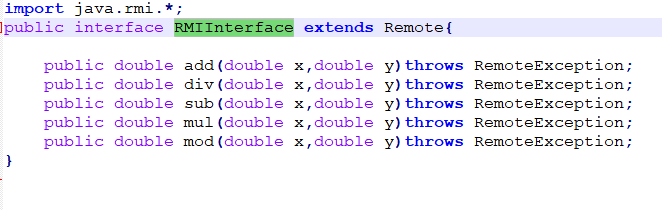 import java.rmi.*;
public interface RMIInterface extends Remote{
public double add(double x,double y)throws RemoteException;
public double div(double x,double y)throws RemoteException;
public double sub(double x,double y)throws RemoteException;
public double mul(double x,double y)throws RemoteException;
public double mod(double x,double y)throws RemoteException;
}